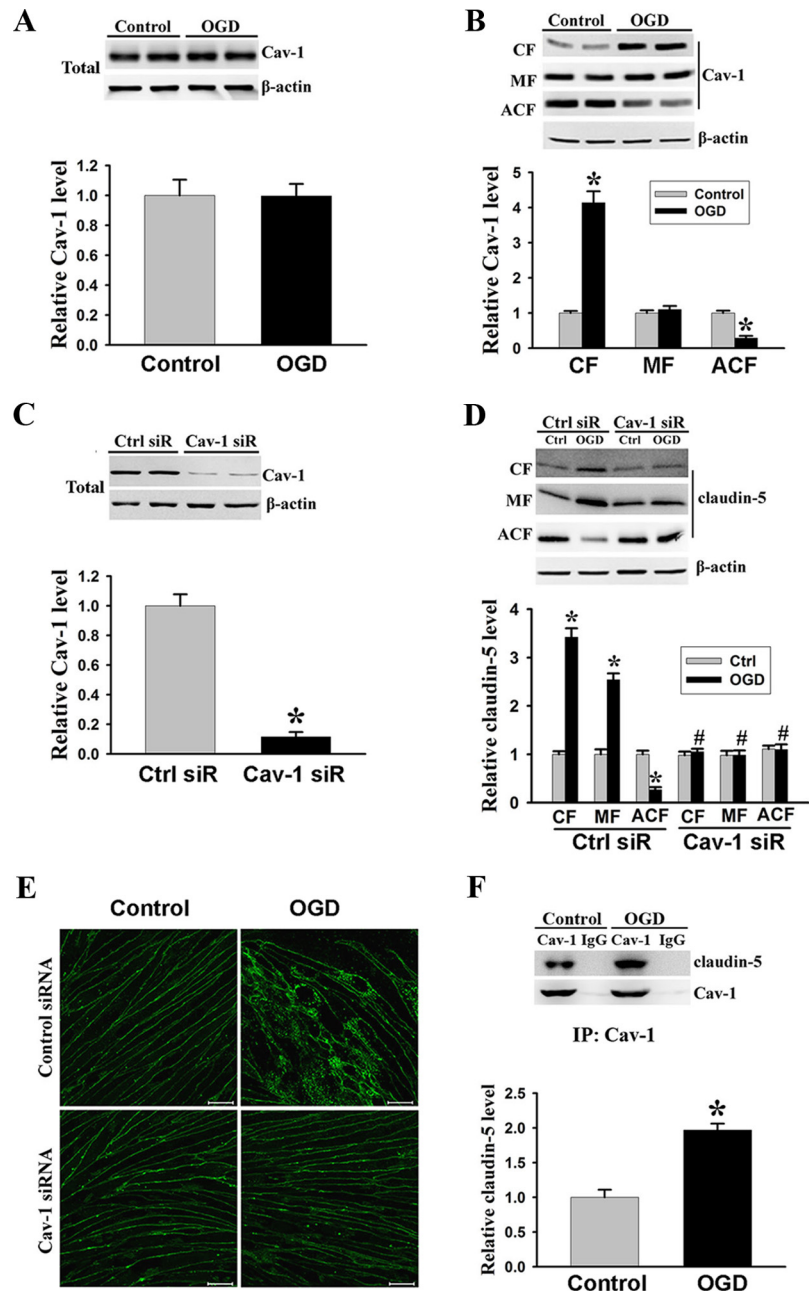 A
Control OGD
Total
Cav-1
β-actin
Relative Cav-1 level
1.2
1.0
0.8
0.6
0.4
0.2
0.0
Control OGD
B
Control OGD
CF
MF
ACF
Cav-1
β-actin
Relative Cav-1 level
5
4
3
2
1
0
*
*
Control
OGD
CF MF ACF
C
Ctrl siR Cav-1 siR
Total
Cav-1
β-actin
Relative Cav-1 level
1.2
1.0
0.8
0.6
0.4
0.2
0.0
*
Ctrl siR Cav-1 siR
D
Ctrl siR Cav-1 siR
Ctrl OGD Ctrl OGD
CF
MF
ACF
claudin-5
β-actin
Relative claudin-5 level
4
3
2
1
0
* * * # # #
Ctrl
OGD
CF MF ACF CF MF ACF
Ctrl siR Cav-1 siR
E
Control OGD
Control siRNA
Cav-1 siRNA
F
Control OGD
Cav-1 IgG Cav-1 IgG
claudin-5
Cav-1
IP: Cav-1
Relative claudin-5 level
2.5
2.0
1.5
1.0
0.5
0.0
*
Control OGD